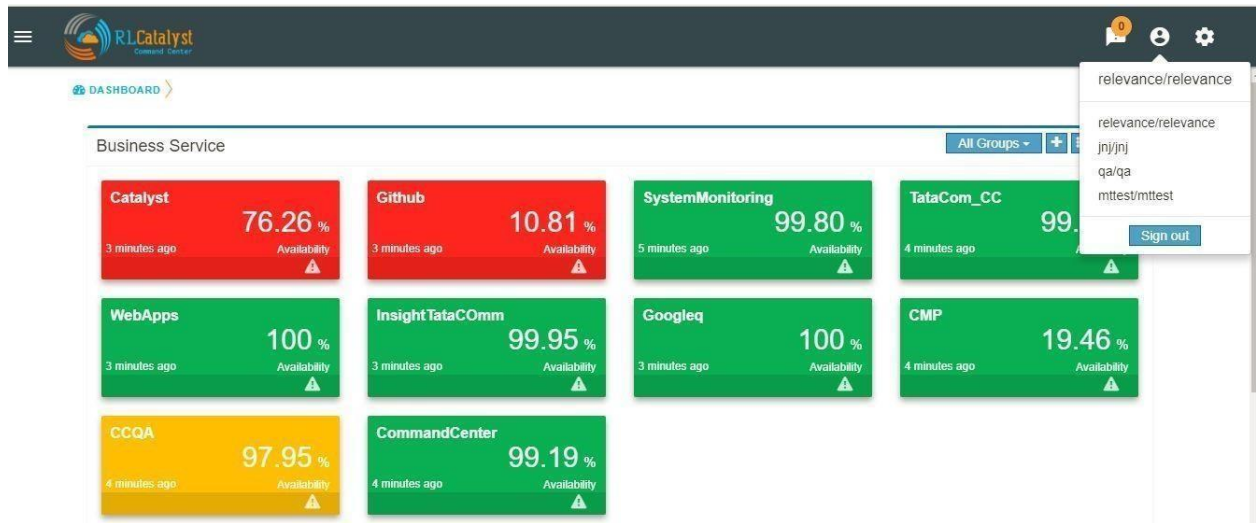 RLCatalyst
Command Center
0
relevance/relevance
DASHBOARD
relevance/relevance
jnj/jnj
qa/qa
mttest/mttest
Sign out
Business Service
All Groups
Catalyst
76.26 %
3 minutes ago Availability
Github
10.81 %
3 minutes ago Availability
SystemMonitoring
99.80 %
5 minutes ago Availability
TataCom_CC
99.
4 minutes ago
WebApps
100 %
3 minutes ago Availability
InsightTataCOmm
99.95 %
3 minutes ago Availability
Googleq
100 %
3 minutes ago Availability
CMP
19.46 %
4 minutes ago Availability
CCQA
97.95 %
4 minutes ago Availability
CommandCenter
99.19 %
4 minutes ago Availability